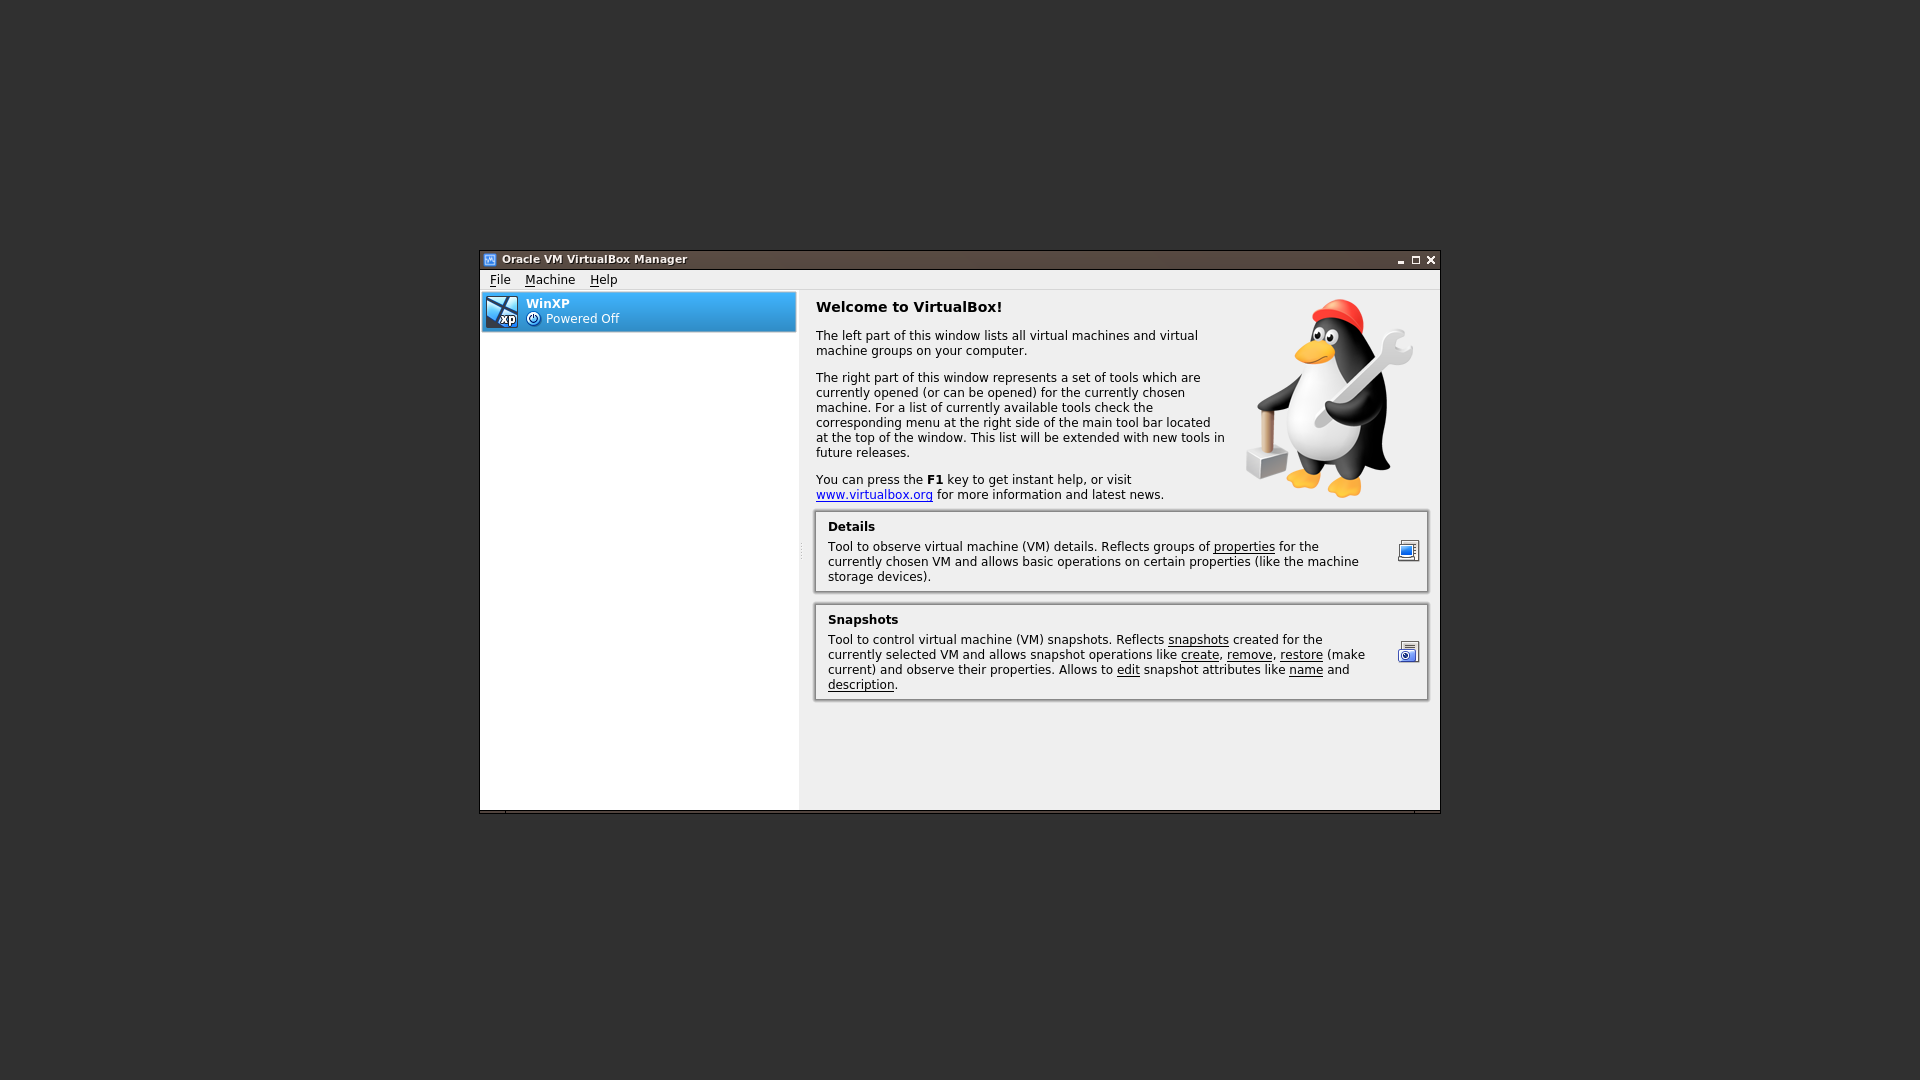 Oracle VM VirtualBox Manager
File Machine Help
WinXP
Powered Off
xp
Welcome to VirtualBox!
The left part of this window lists all virtual machines and virtual
machine groups on your computer.
The right part of this window represents a set of tools which are
currently opened (or can be opened) for the currently chosen
machine. For a list of currently available tools check the
corresponding menu at the right side of the main tool bar located
at the top of the window. This list will be extended with new tools in
future releases.
You can press the F1 key to get instant help, or visit
www.virtualbox.org for more information and latest news.
Details
Tool to observe virtual machine (VM) details. Reflects groups of properties for the
currently chosen VM and allows basic operations on certain properties (like the machine
storage devices).
Snapshots
Tool to control virtual machine (VM) snapshots. Reflects snapshots created for the
currently selected VM and allows snapshot operations like create, remove, restore (make
current) and observe their properties. Allows to edit snapshot attributes like name and
description.